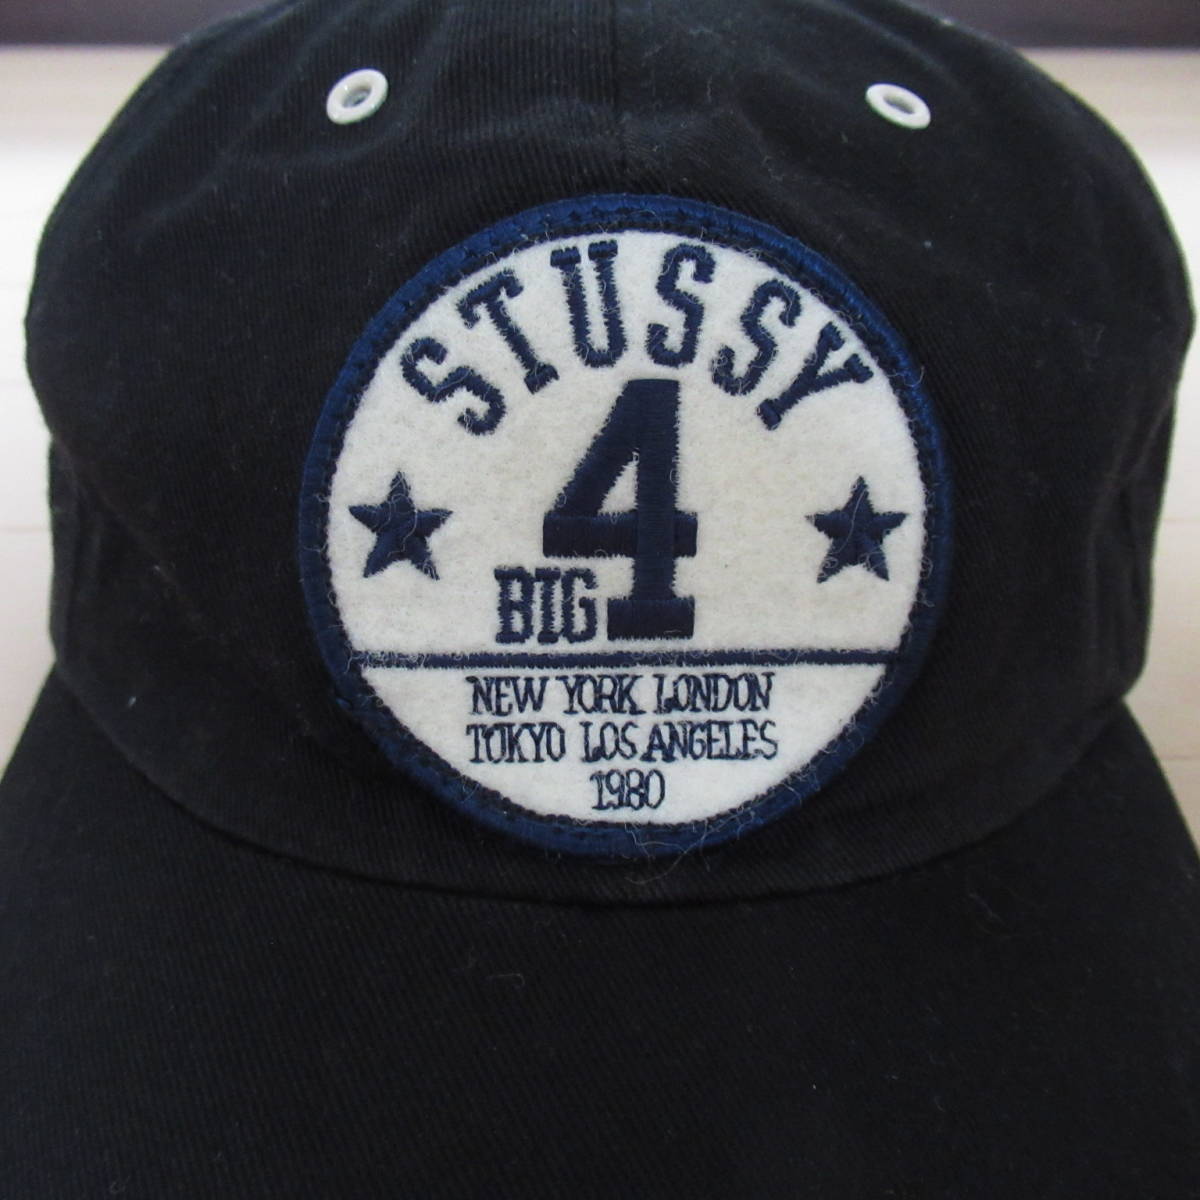 STUSSY
BIG 4
NEW YORK LONDON
TOKYO LOS ANGELES
1980